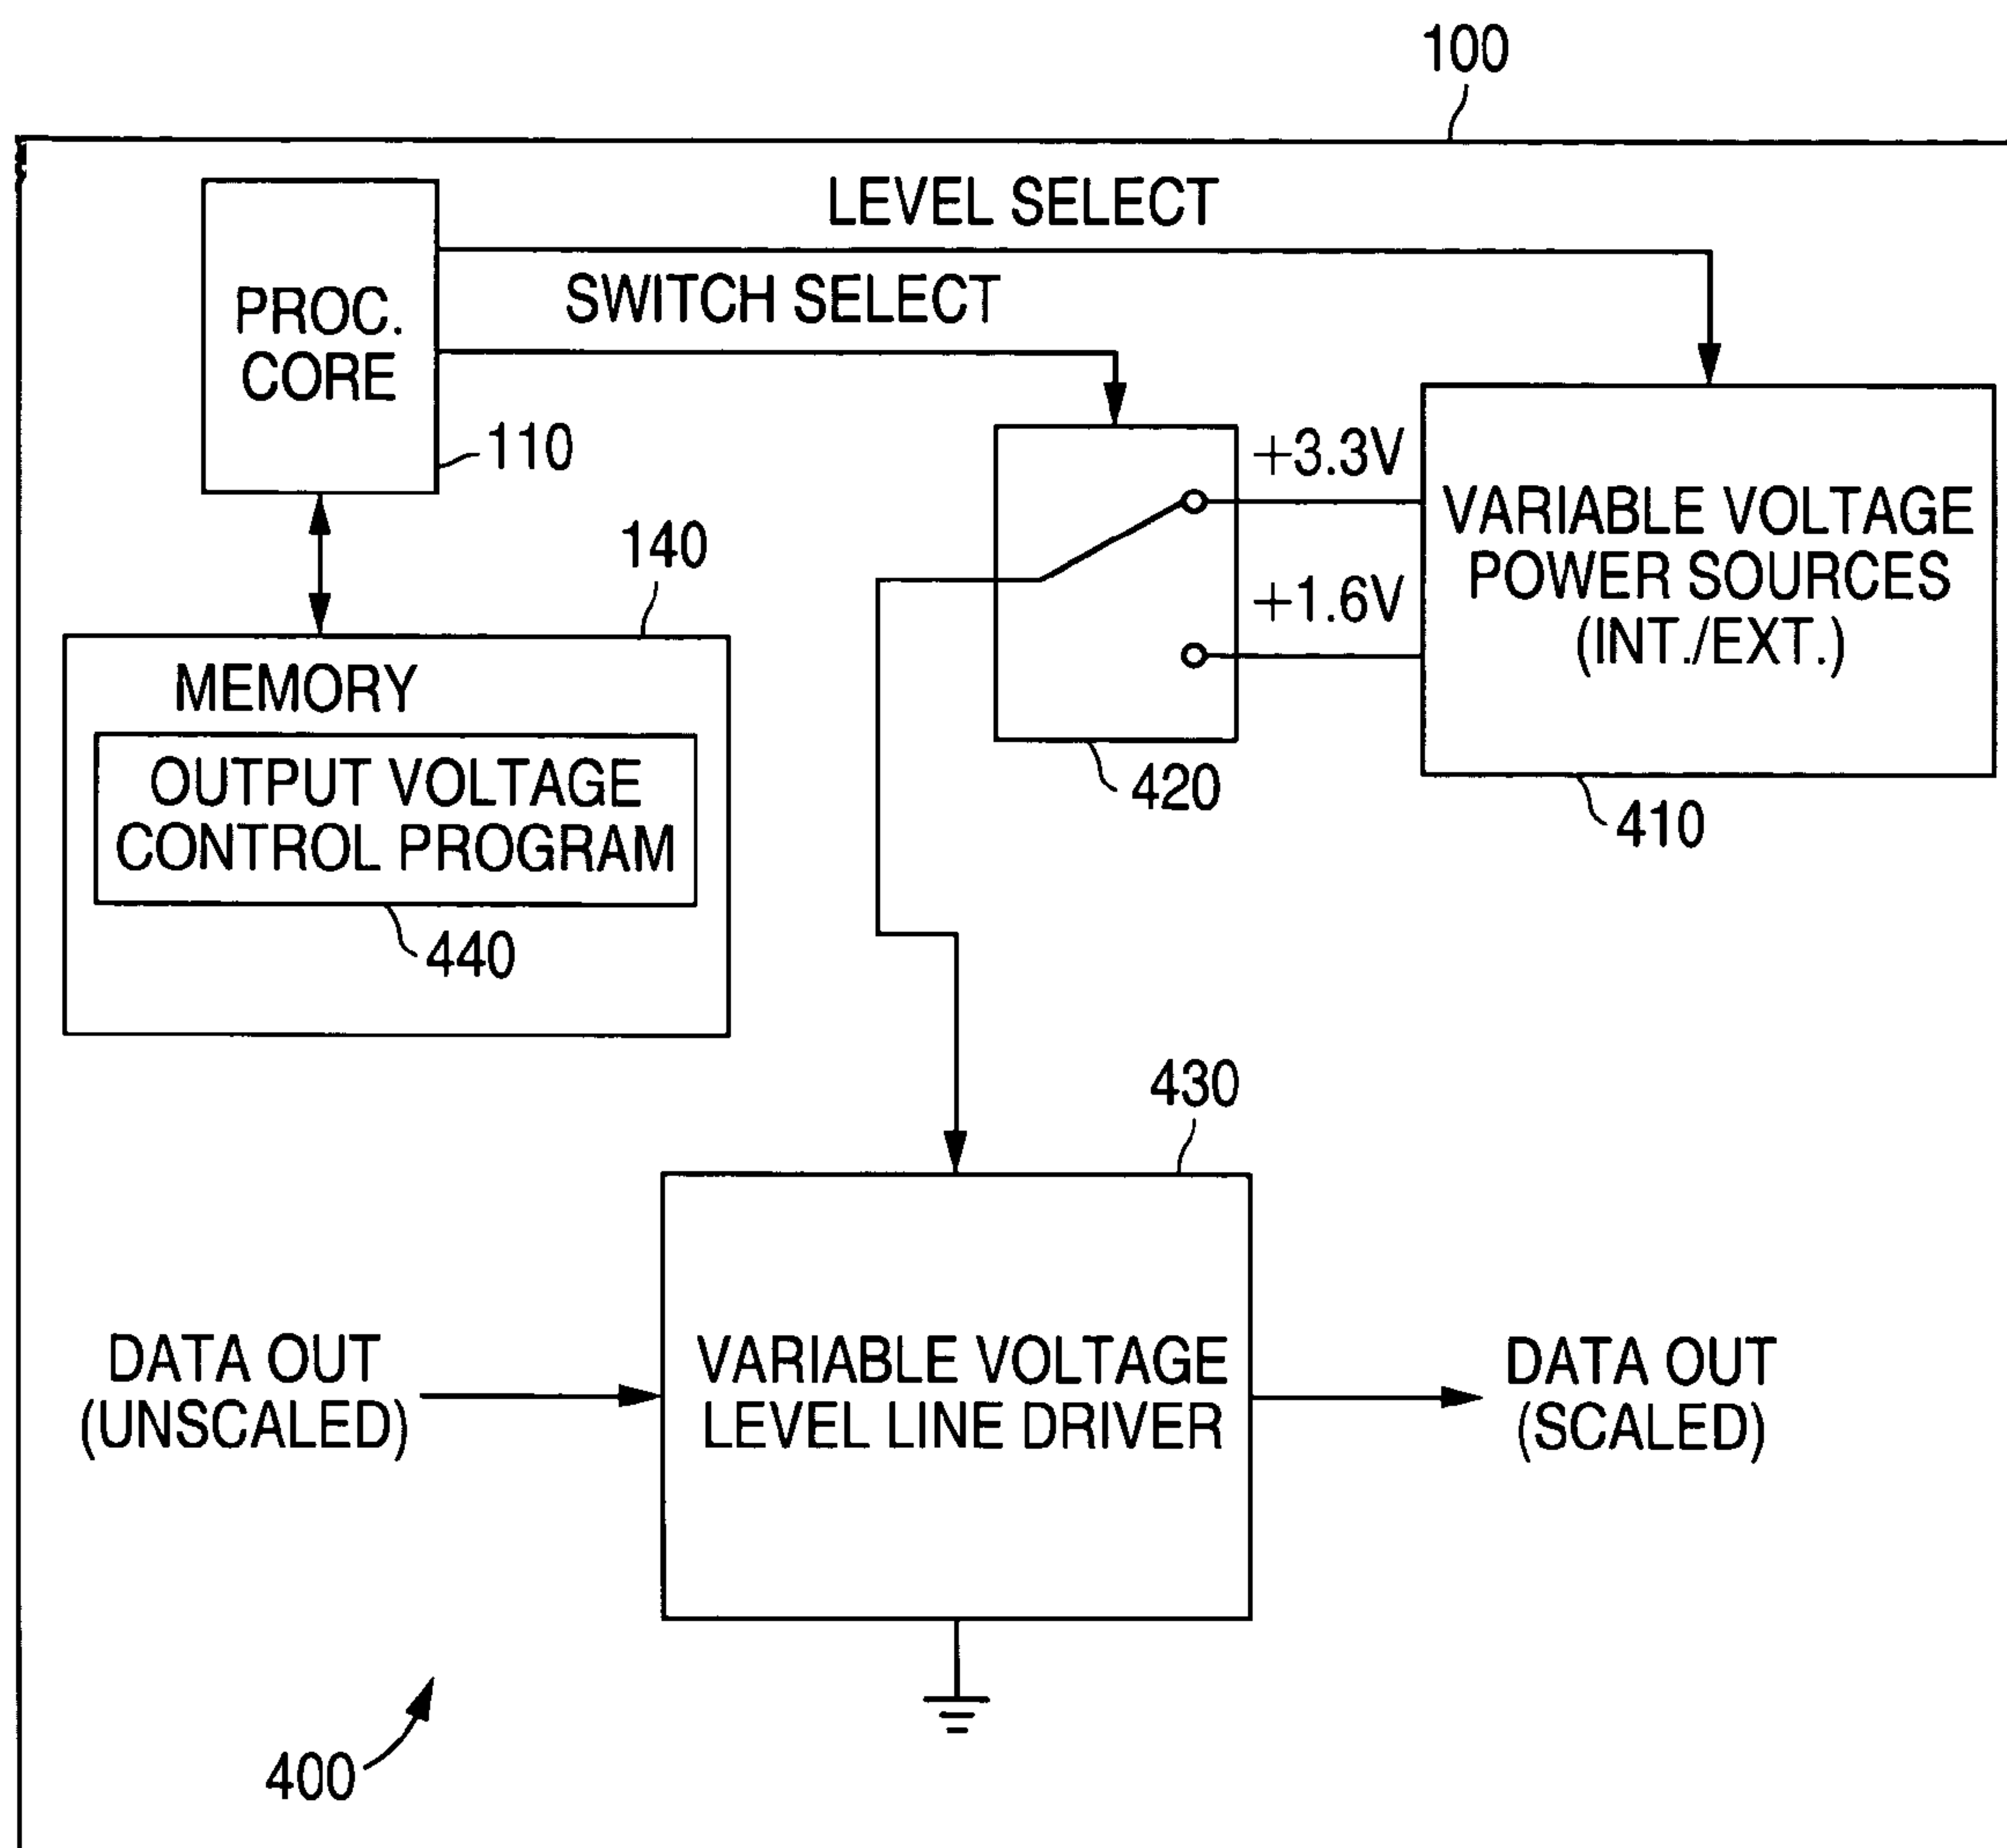 100
LEVEL SELECT
SWITCH SELECT
PROC.
CORE
110
+3.3V
+1.6V
VARIABLE VOLTAGE
POWER SOURCES
(INT./EXT.)
140
MEMORY
OUTPUT VOLTAGE
CONTROL PROGRAM
440
420
410
430
DATA OUT
(UNSCALED)
VARIABLE VOLTAGE
LEVEL LINE DRIVER
DATA OUT
(SCALED)
400